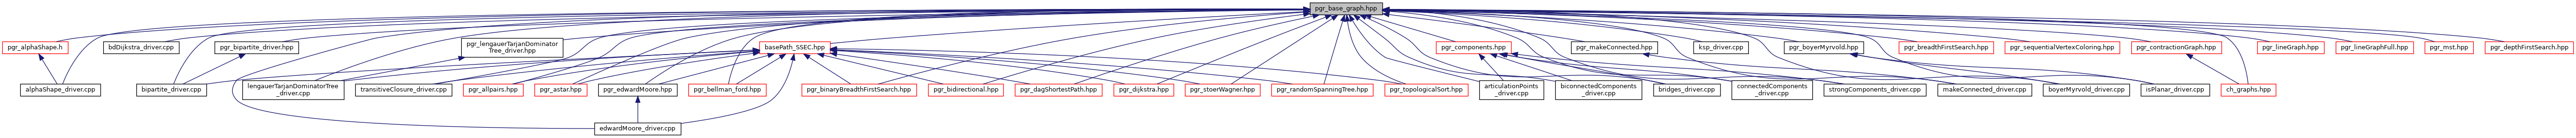 pgr_base_graph.hpp
pgr_alphaShape.h
bdDijkstra_driver.cpp
pgr_bipartite_driver.hpp
pgr_lengauerTarjanDominator
Tree_driver.hpp
basePath_SSEC.hpp
pgr_components.hpp
pgr_makeConnected.hpp
ksp_driver.cpp
pgr_boyerMyrvold.hpp
pgr_breadthFirstSearch.hpp
pgr_sequentialVertexColoring.hpp
pgr_contractionGraph.hpp
pgr_lineGraph.hpp
pgr_lineGraphFull.hpp
pgr_mst.hpp
pgr_depthFirstSearch.hpp
alphaShape_driver.cpp
bipartite_driver.cpp
lengauerTarjanDominatorTree
_driver.cpp
transitiveClosure_driver.cpp
pgr_allpairs.hpp
pgr_astar.hpp
pgr_edwardMoore.hpp
pgr_bellman_ford.hpp
pgr_binaryBreadthFirstSearch.hpp
pgr_bidirectional.hpp
pgr_dagShortestPath.hpp
pgr_dijkstra.hpp
pgr_stoerWagner.hpp
pgr_randomSpanningTree.hpp
pgr_topologicalSort.hpp
articulationPoints
_driver.cpp
biconnectedComponents
_driver.cpp
bridges_driver.cpp
connectedComponents
_driver.cpp
strongComponents_driver.cpp
makeConnected_driver.cpp
boyerMyrvold_driver.cpp
isPlanar_driver.cpp
ch_graphs.hpp
edwardMoore_driver.cpp